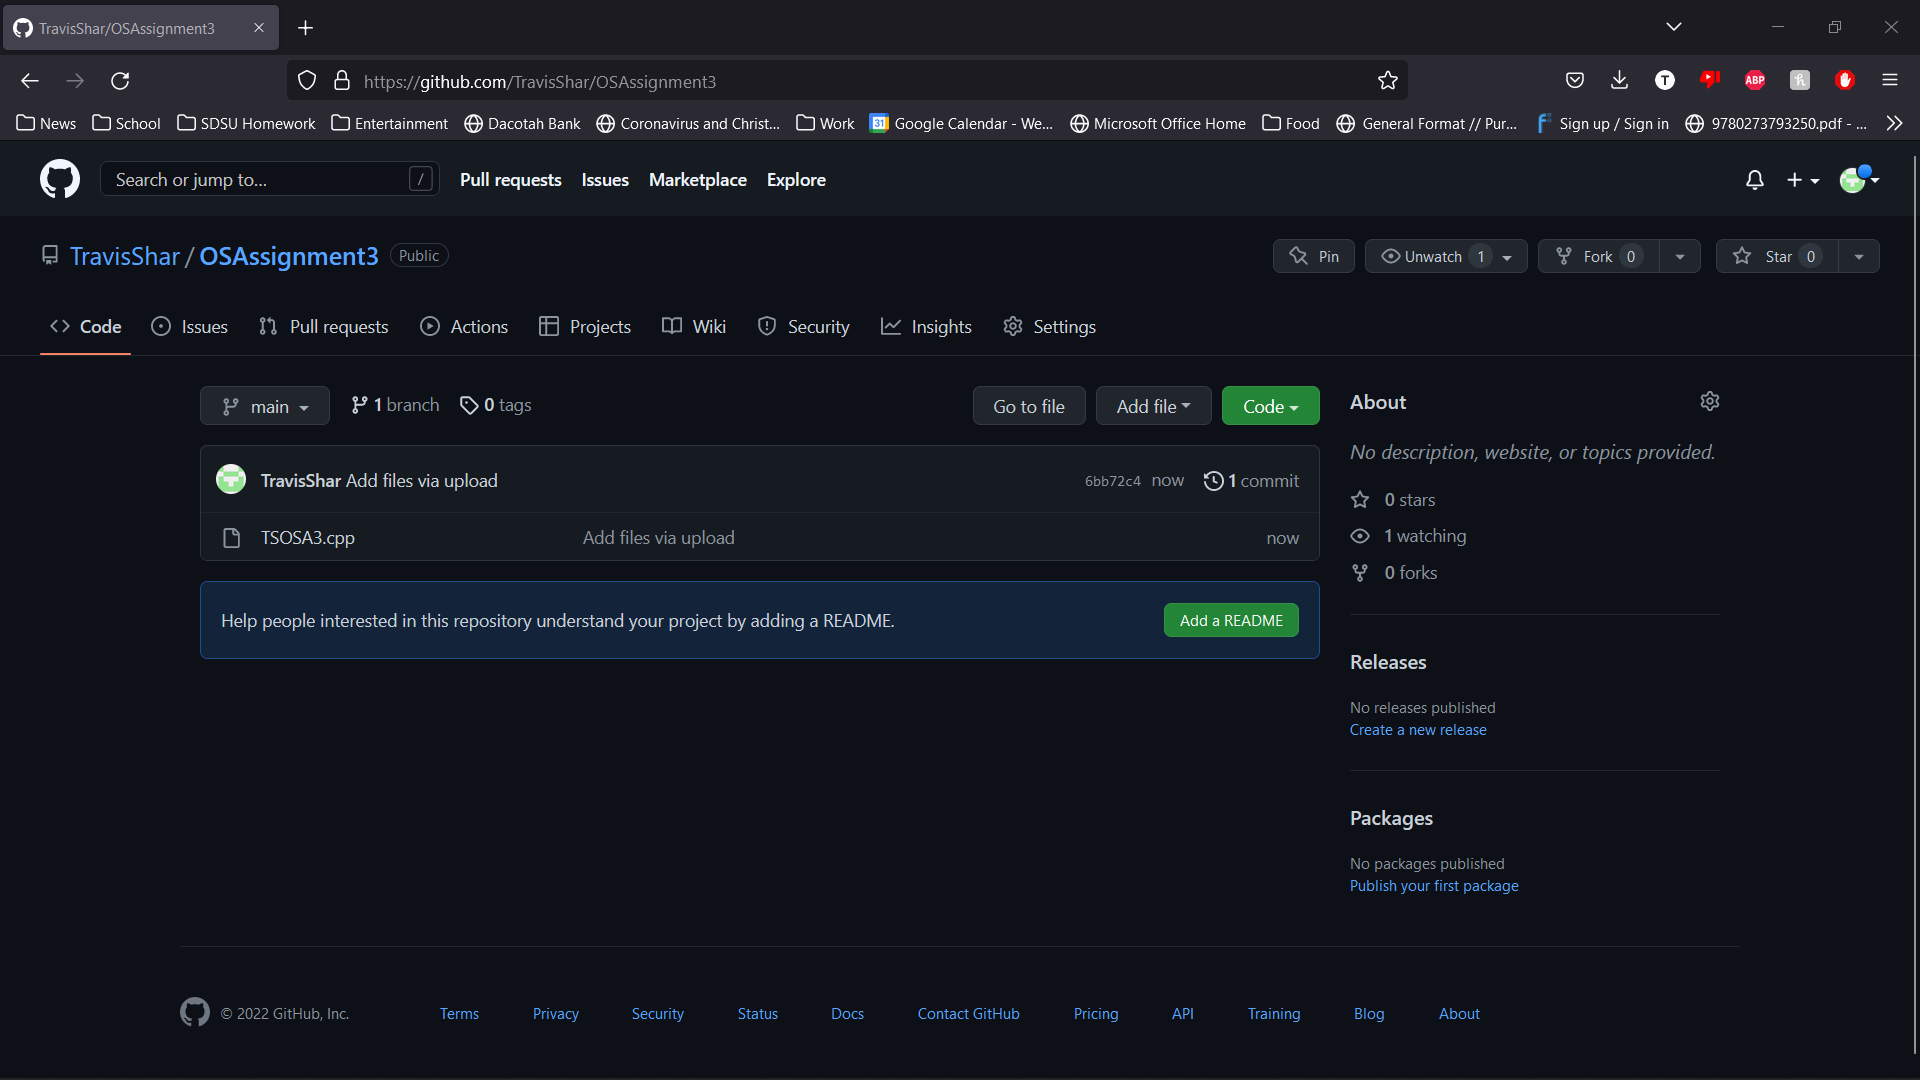 TravisShar/OSAssignment3
https://github.com/TravisShar/OSAssignment3
T ABP h
News School SDSU Homework Entertainment Dacotah Bank Coronavirus and Christ... Work 31 Google Calendar - We... Microsoft Office Home Food General Format // Pur... Sign up / Sign in 9780273793250.pdf - ...
Search or jump to... / Pull requests Issues Marketplace Explore
TravisShar / OSAssignment3 Public Pin Unwatch 1 Fork 0 Star 0
Code Issues Pull requests Actions Projects Wiki Security Insights Settings
main 1 branch 0 tags Go to file Add file Code
TravisShar Add files via upload 6bb72c4 now 1 commit
TSOSA3.cpp Add files via upload now
Help people interested in this repository understand your project by adding a README. Add a README
About
No description, website, or topics provided.
0 stars
1 watching
0 forks
Releases
No releases published
Create a new release
Packages
No packages published
Publish your first package
© 2022 GitHub, Inc. Terms Privacy Security Status Docs Contact GitHub Pricing API Training Blog About